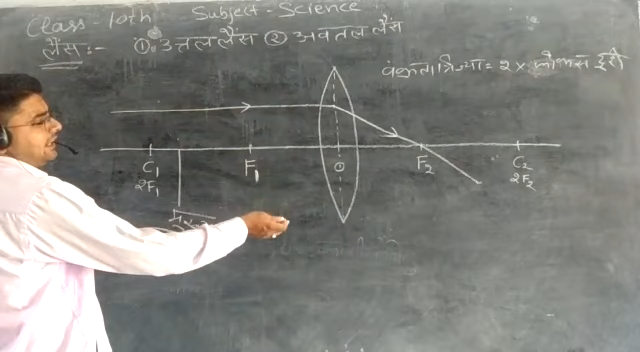 Class - 10th Subject - Science
लैंस :- ① उत्तल लैंस ② अवतल लैंस
वक्रता त्रिज्या = 2 x फोकस दूरी
C₁ F₁ O F₂ C₂
2F₁ 2F₂